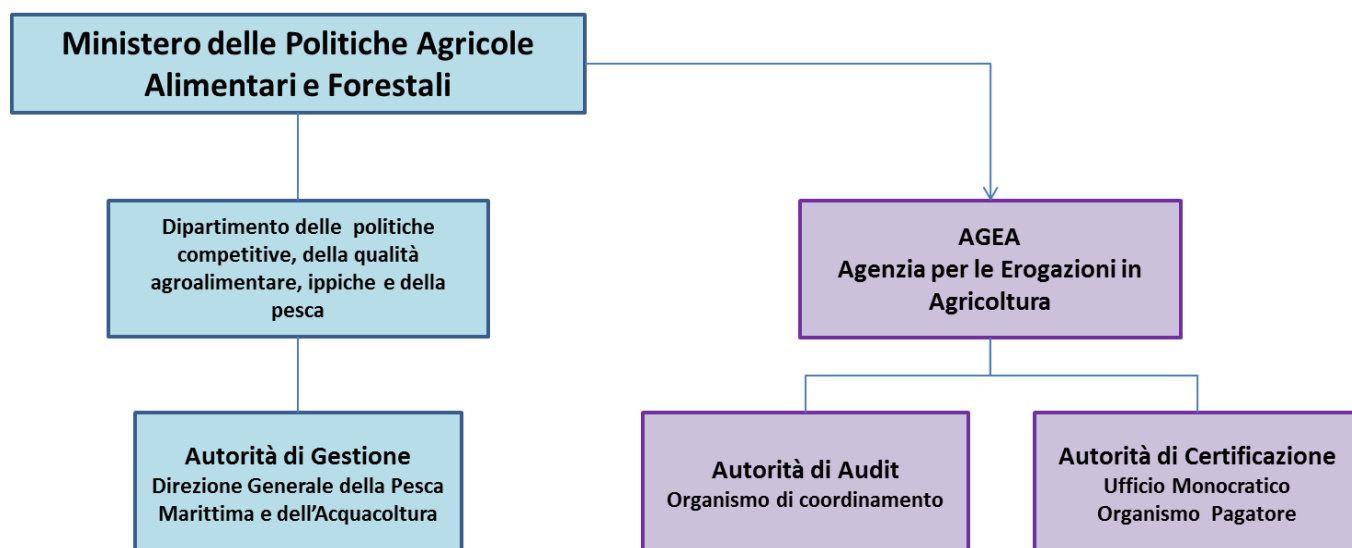 Ministero delle Politiche Agricole
Alimentari e Forestali
Dipartimento delle politiche
competitive, della qualità
agroalimentare, ippiche e della
pesca
AGEA
Agenzia per le Erogazioni in
Agricoltura
Autorità di Gestione
Direzione Generale della Pesca
Marittima e dell'Acquacoltura
Autorità di Audit
Organismo di coordinamento
Autorità di Certificazione
Ufficio Monocratico
Organismo Pagatore